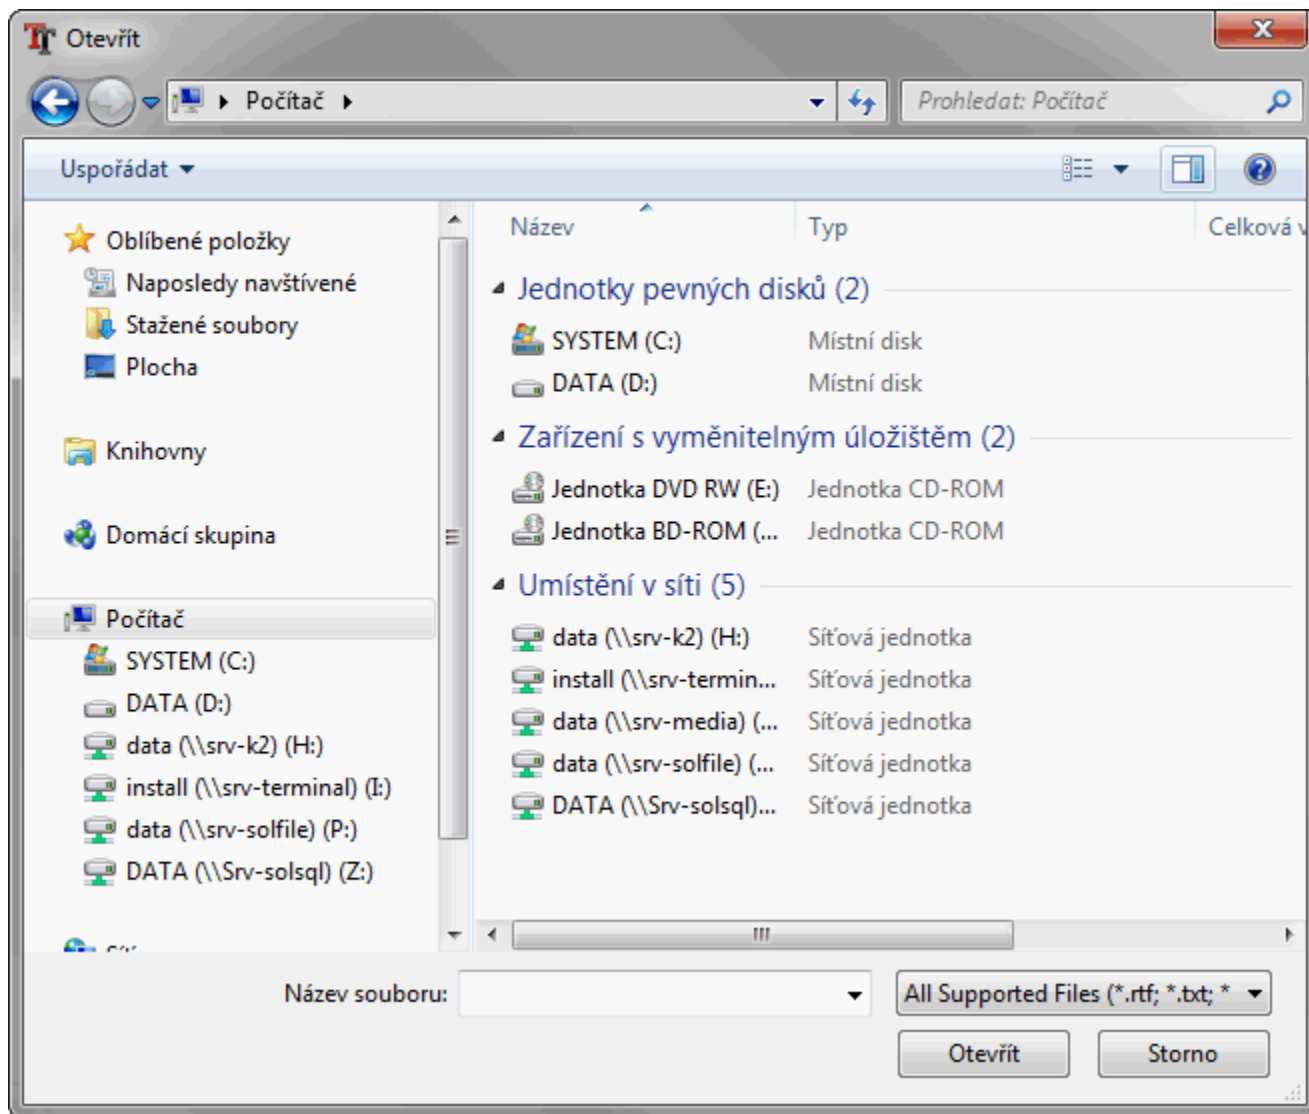 Otevřít
Počítač
Prohledat: Počítač
Uspořádat
Oblíbené položky
Naposledy navštívené
Stažené soubory
Plocha
Knihovny
Domácí skupina
Počítač
SYSTEM (C:)
DATA (D:)
data (\\srv-k2) (H:)
install (\\srv-terminal) (I:)
data (\\srv-solfile) (P:)
DATA (\\Srv-solsql) (Z:)
Název Typ Celková v
Jednotky pevných disků (2)
SYSTEM (C:) Místní disk
DATA (D:) Místní disk
Zařízení s vyměnitelným úložištěm (2)
Jednotka DVD RW (E:) Jednotka CD-ROM
Jednotka BD-ROM (... Jednotka CD-ROM
Umístění v síti (5)
data (\\srv-k2) (H:) Síťová jednotka
install (\\srv-termin... Síťová jednotka
data (\\srv-media) (... Síťová jednotka
data (\\srv-solfile) (... Síťová jednotka
DATA (\\Srv-solsql)... Síťová jednotka
Název souboru:
All Supported Files (*.rtf; *.txt; *
Otevřít
Storno